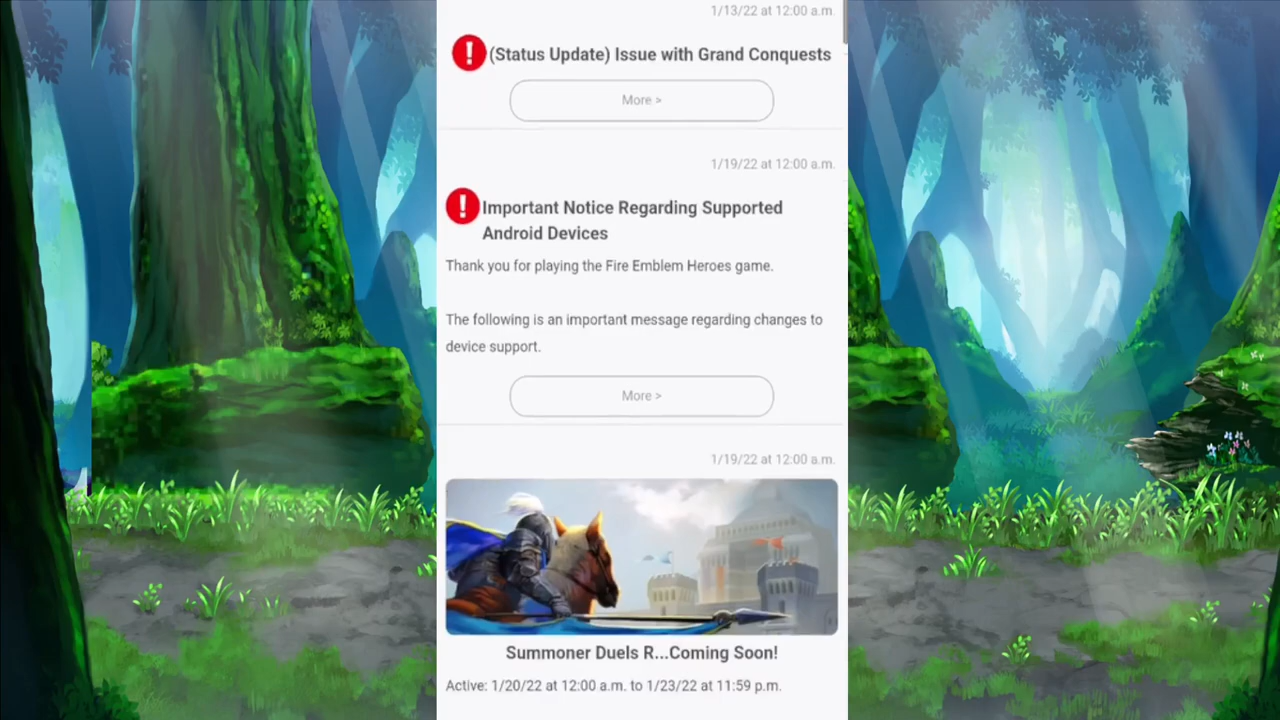 1/13/22 at 12:00 a.m.
(Status Update) Issue with Grand Conquests
More >
1/19/22 at 12:00 a.m.
Important Notice Regarding Supported
Android Devices
Thank you for playing the Fire Emblem Heroes game.
The following is an important message regarding changes to
device support.
More >
1/19/22 at 12:00 a.m.
Summoner Duels R...Coming Soon!
Active: 1/20/22 at 12:00 a.m. to 1/23/22 at 11:59 p.m.